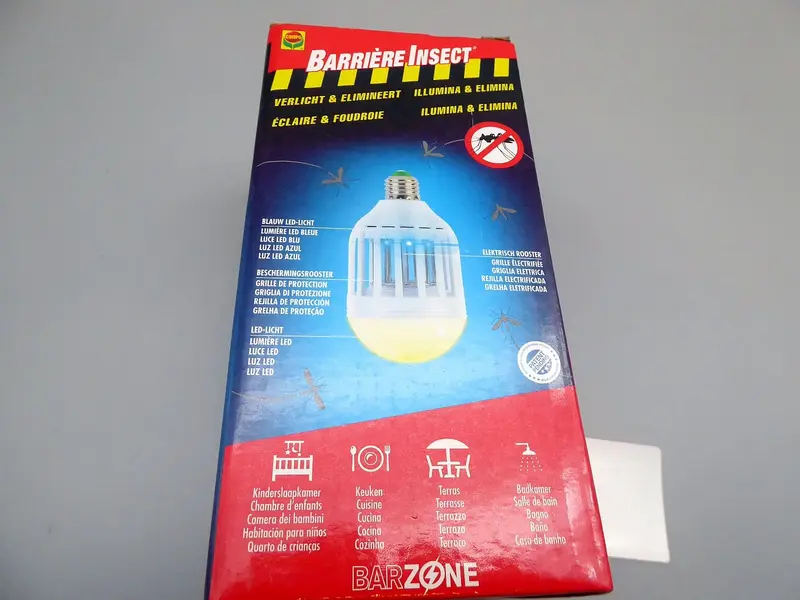 COMPO
BARRIÈRE INSECT®
VERLICHT & ELIMINEERT
ÉCLAIRE & FOUDROIE
ILLUMINA & ELIMINA
ILUMINA & ELIMINA
BLAUW LED-LICHT
LUMIÈRE LED BLEUE
LUCE LED BLU
LUZ LED AZUL
LUZ LED AZUL
ELEKTRISCH ROOSTER
GRILLE ÉLECTRIFIÉE
GRIGLIA ELETTRICA
REJILLA ELECTRIFICADA
GRELHA ELETRIFICADA
BESCHERMINGSROOSTER
GRILLE DE PROTECTION
GRIGLIA DI PROTEZIONE
REJILLA DE PROTECCIÓN
GRELHA DE PROTEÇÃO
LED-LICHT
LUMIÈRE LED
LUCE LED
LUZ LED
LUZ LED
PATENT
PENDING
Kinderslaapkamer
Chambre d'enfants
Camera dei bambini
Habitación para niños
Quarto de crianças
Keuken
Cuisine
Cucina
Cocina
Cozinha
Terras
Terrasse
Terrazzo
Terraza
Terraço
Badkamer
Salle de bain
Bagno
Baño
Casa de banho
BARZONE